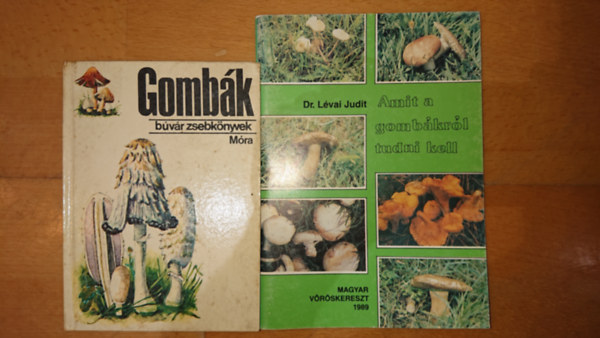 Gombák
búvár zsebkönyvek
Móra
Dr. Lévai Judit
Amit a
gombákról
tudni kell
MAGYAR
VÖRÖSKERESZT
1989